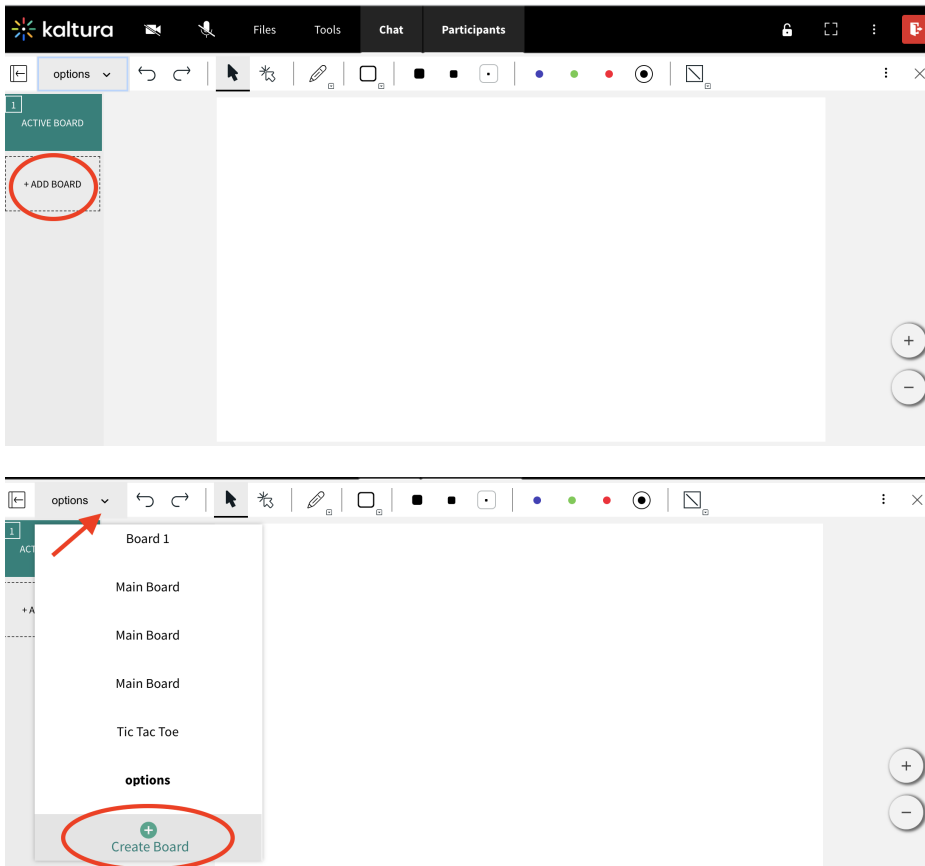 kaltura Files Tools Chat Participants
options
1
ACTIVE BOARD
+ ADD BOARD
+
−
options
1
ACT
+ A
Board 1
Main Board
Main Board
Main Board
Tic Tac Toe
options
+
Create Board
+
−